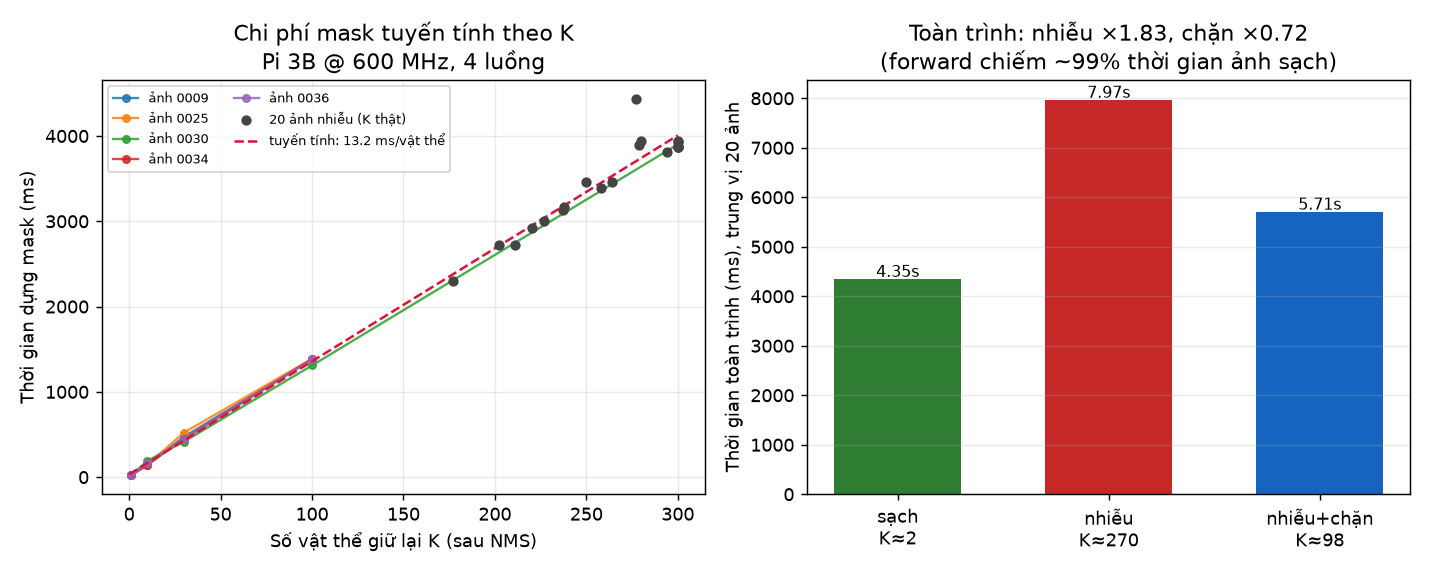 Chi phí mask tuyến tính theo K
Pi 3B @ 600 MHz, 4 luồng
ảnh 0009
ảnh 0025
ảnh 0030
ảnh 0034
ảnh 0036
20 ảnh nhiễu (K thật)
tuyến tính: 13.2 ms/vật thể
Thời gian dựng mask (ms)
4000
3000
2000
1000
0
0 50 100 150 200 250 300
Số vật thể giữ lại K (sau NMS)
Toàn trình: nhiễu ×1.83, chặn ×0.72
(forward chiếm ~99% thời gian ảnh sạch)
Thời gian toàn trình (ms), trung vị 20 ảnh
8000
7000
6000
5000
4000
3000
2000
1000
0
4.35s
7.97s
5.71s
sạch
K≈2
nhiễu
K≈270
nhiễu+chặn
K≈98